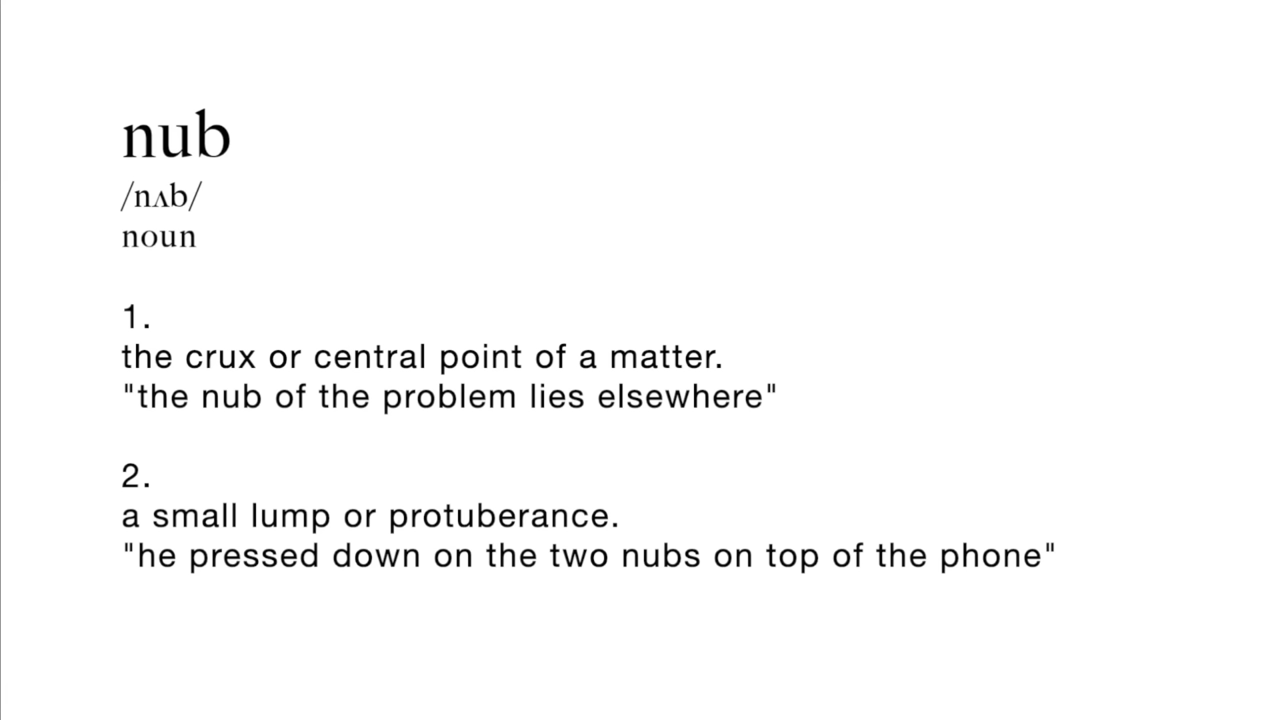 nub
/nʌb/
noun
1.
the crux or central point of a matter.
"the nub of the problem lies elsewhere"
2.
a small lump or protuberance.
"he pressed down on the two nubs on top of the phone"